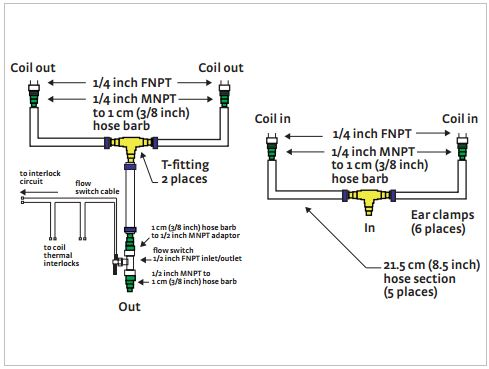 Coil out
Coil out
1/4 inch FNPT
1/4 inch MNPT
to 1 cm (3/8 inch)
hose barb
T-fitting
2 places
to interlock
circuit
flow
switch cable
to coil
thermal
interlocks
1 cm (3/8 inch) hose barb
to 1/2 inch MNPT adaptor
flow switch
1/2 inch FNPT inlet/outlet
1/2 inch MNPT to
1 cm (3/8 inch) hose barb
Out
Coil in
Coil in
1/4 inch FNPT
1/4 inch MNPT
to 1 cm (3/8 inch)
hose barb
In
Ear clamps
(6 places)
21.5 cm (8.5 inch)
hose section
(5 places)